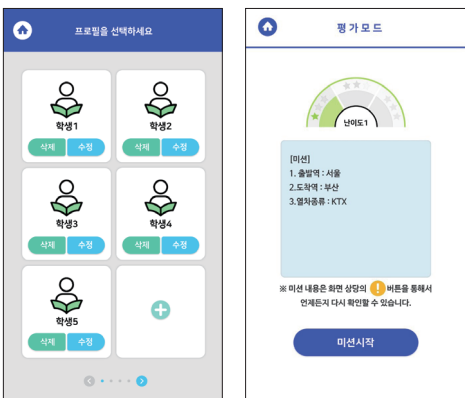 프로필을 선택하세요
학생1
학생2
삭제 수정
삭제 수정
학생3
학생4
삭제 수정
삭제 수정
학생5
삭제 수정
평가모드
난이도1
[미션]
1. 출발역 : 서울
2.도착역 : 부산
3.열차종류 : KTX
※ 미션 내용은 화면 상당의 ! 버튼을 통해서
언제든지 다시 확인할 수 있습니다.
미션시작